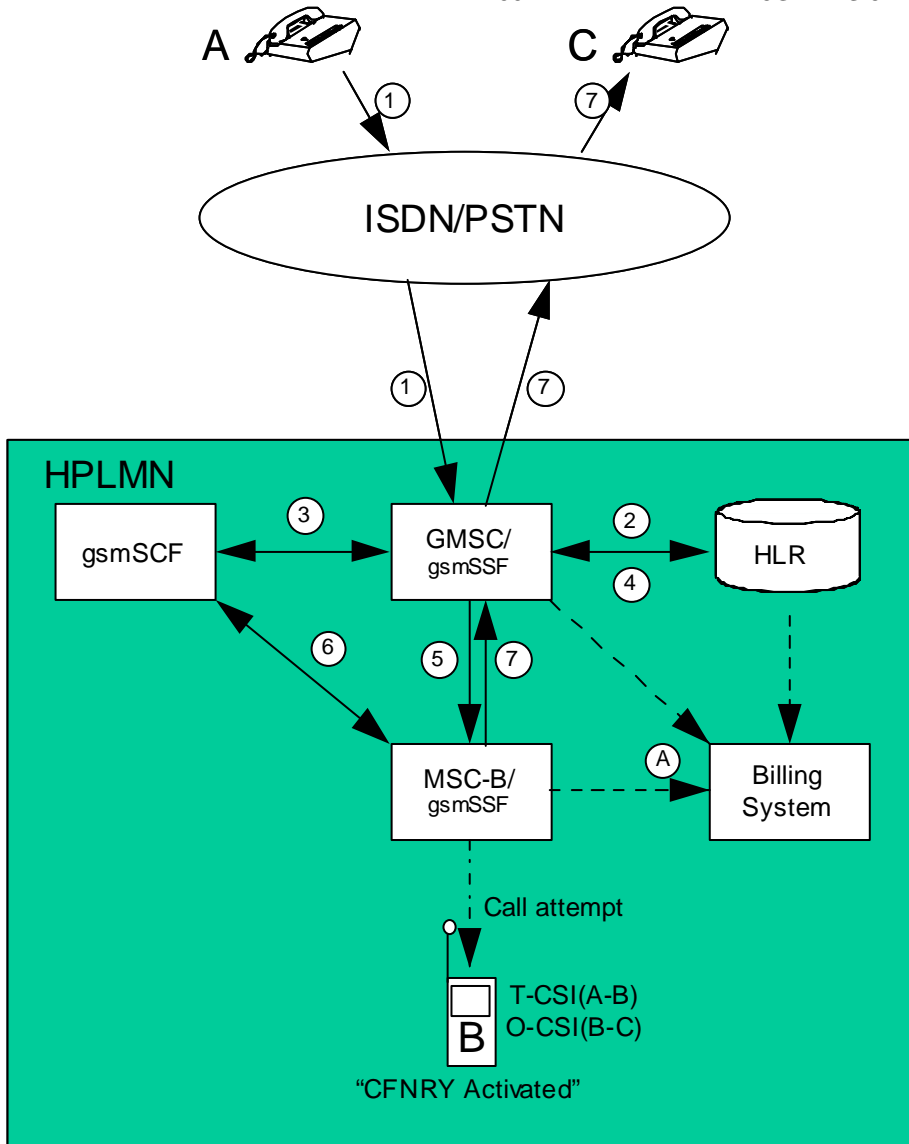 A
C
1
7
ISDN/PSTN
1
7
HPLMN
gsmSCF
3
GMSC/
gsmSSF
2
4
HLR
6
5
7
MSC-B/
gsmSSF
A
Billing
System
Call attempt
T-CSI(A-B)
O-CSI(B-C)
B
“CFNRY Activated”